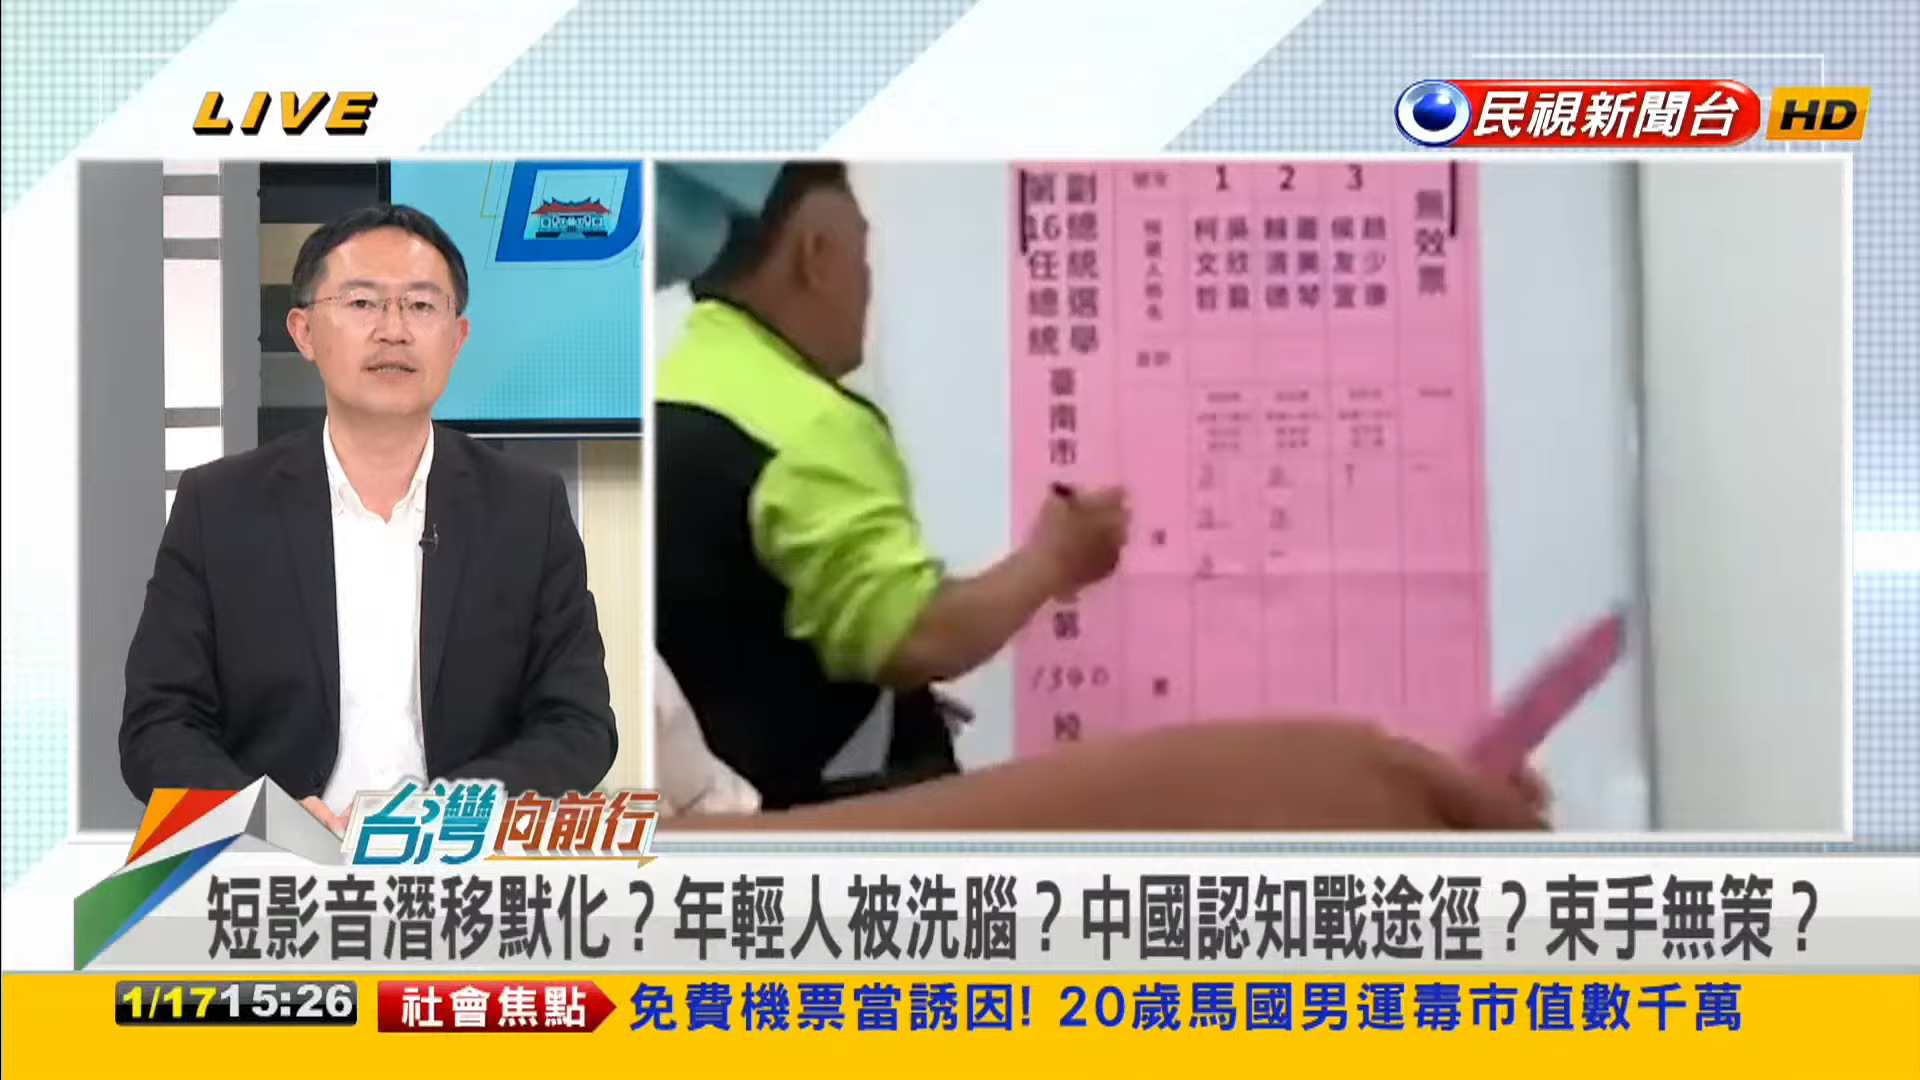 LIVE
民視新聞台 HD
副總統選舉
第16任總統
臺南市
第
1340
投
1 2 3
柯文哲 吳欣盈 賴清德 蕭美琴 侯友宜 趙少康
無效票
台灣向前行
短影音潛移默化？年輕人被洗腦？中國認知戰途徑？束手無策？
1/17 15:26 社會焦點 免費機票當誘因! 20歲馬國男運毒市值數千萬